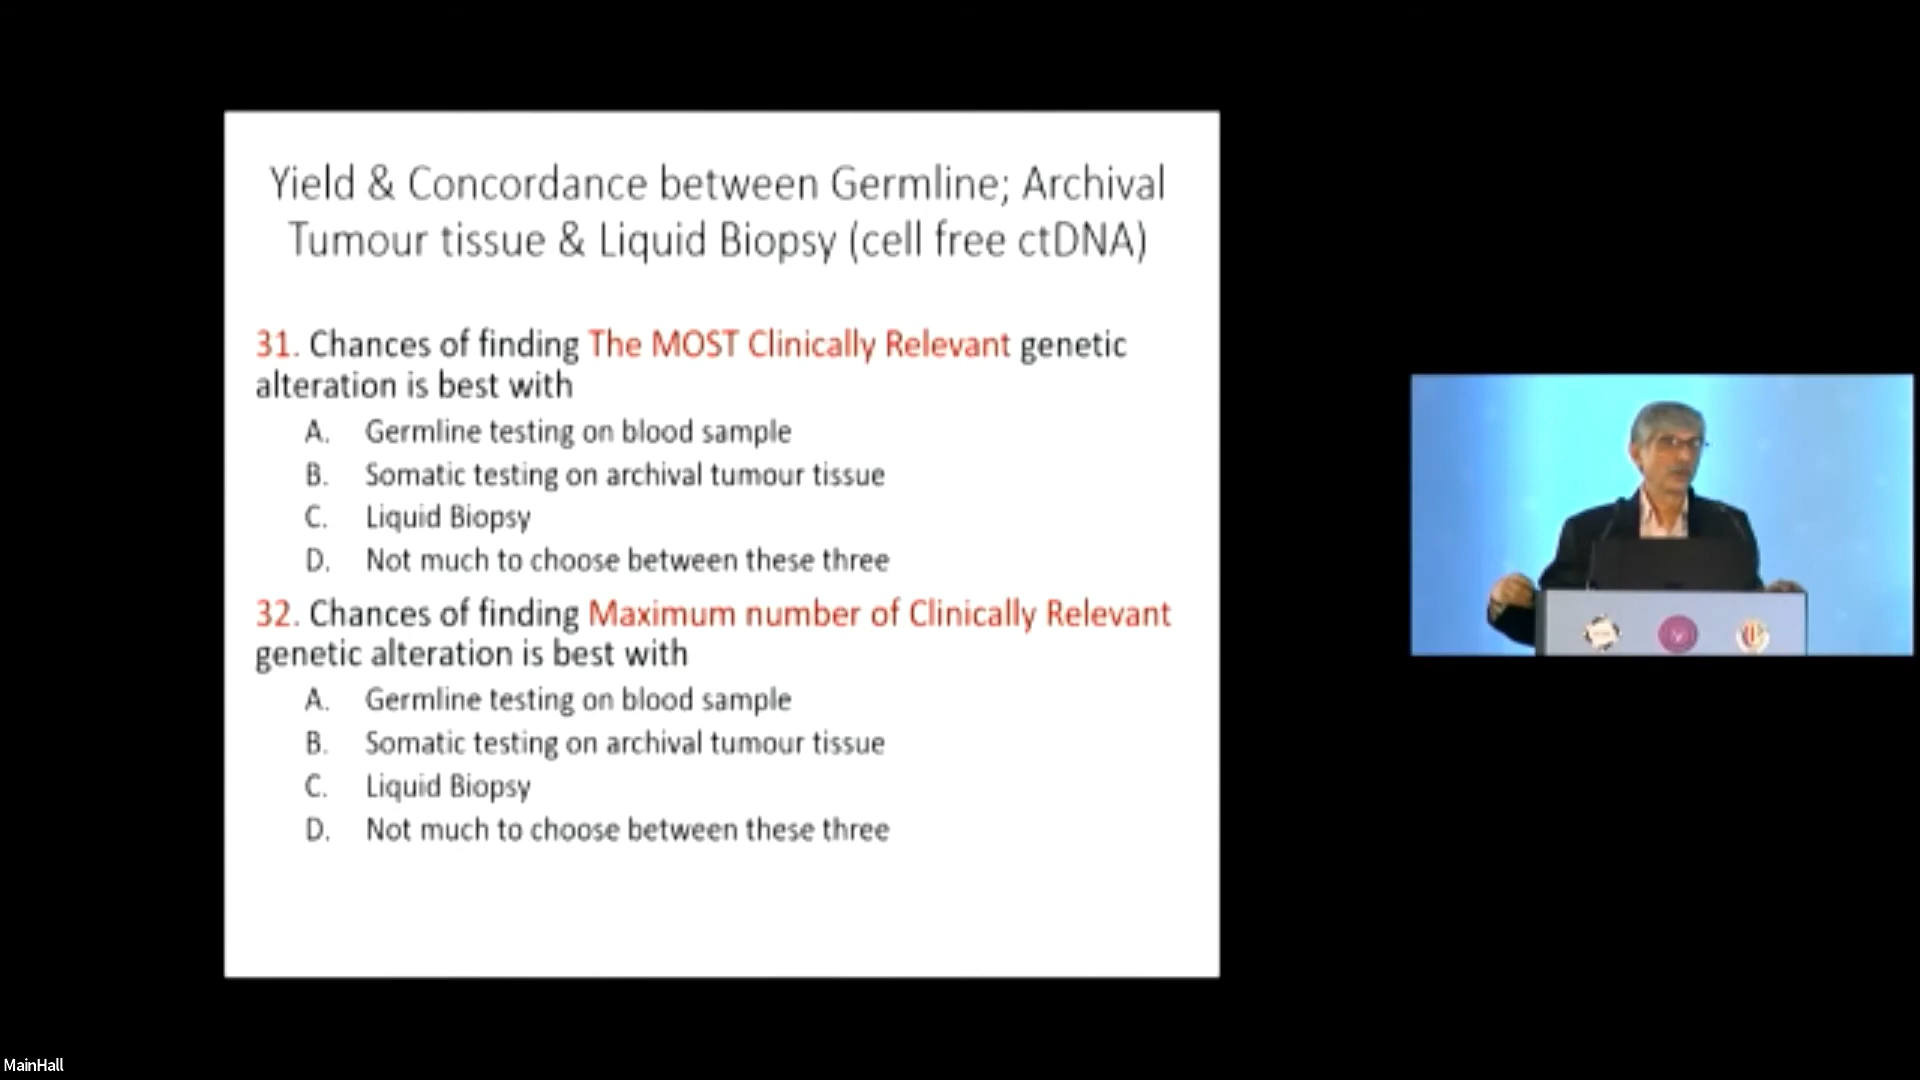 Yield & Concordance between Germline; Archival
Tumour tissue & Liquid Biopsy (cell free ctDNA)
31. Chances of finding The MOST Clinically Relevant genetic
alteration is best with
A. Germline testing on blood sample
B. Somatic testing on archival tumour tissue
C. Liquid Biopsy
D. Not much to choose between these three
32. Chances of finding Maximum number of Clinically Relevant
genetic alteration is best with
A. Germline testing on blood sample
B. Somatic testing on archival tumour tissue
C. Liquid Biopsy
D. Not much to choose between these three
MainHall